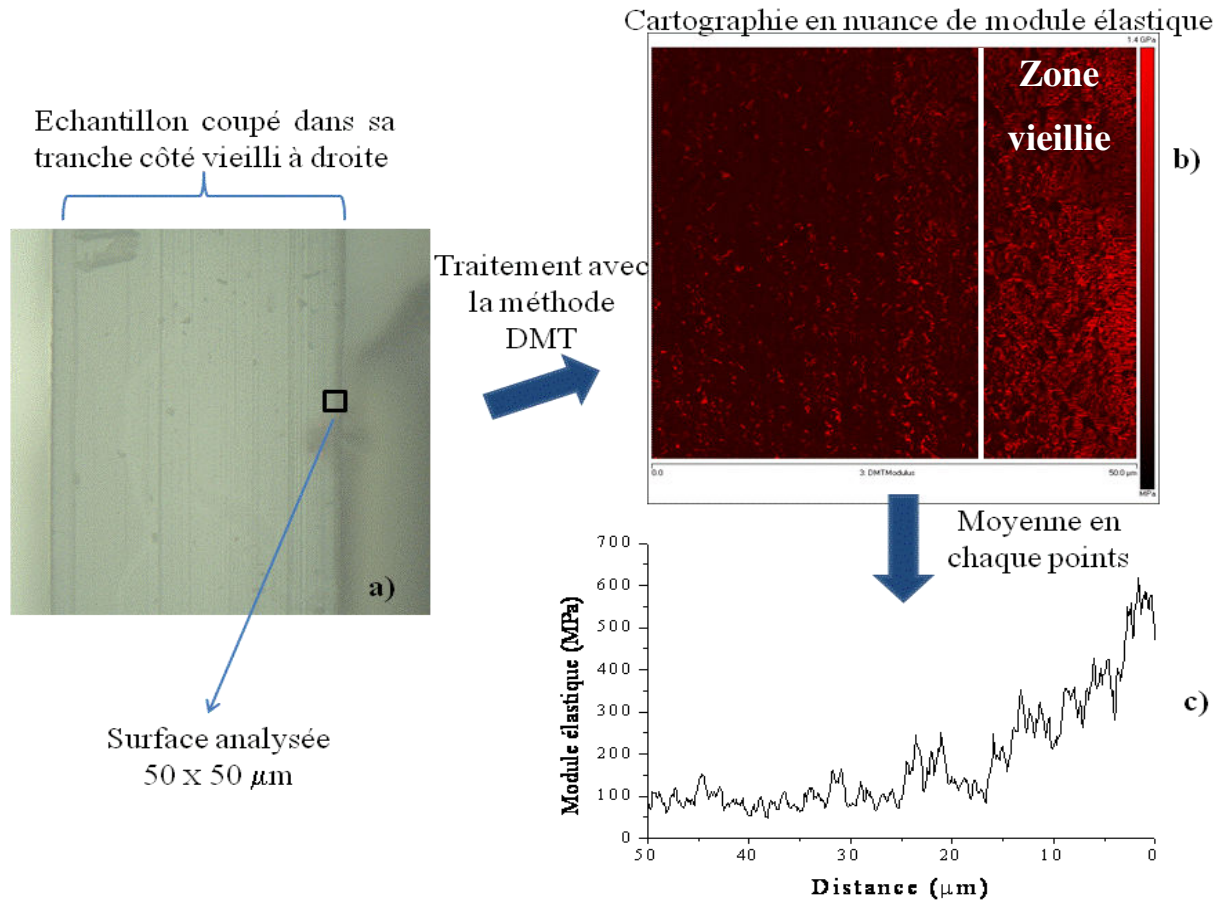 Cartographie en nuance de module élastique
Echantillon coupé dans sa
tranche côté vieilli à droite
1.4 GPa
Zone
vieillie
b)
Traitement avec
la méthode
DMT
a)
0.0
3: DMTModulus
50.0 µm
MPa
Surface analysée
50 x 50 µm
Moyenne en
chaque points
700
600
500
400
300
200
100
0
Module élastique (MPa)
c)
50
40
30
20
10
0
Distance (µm)